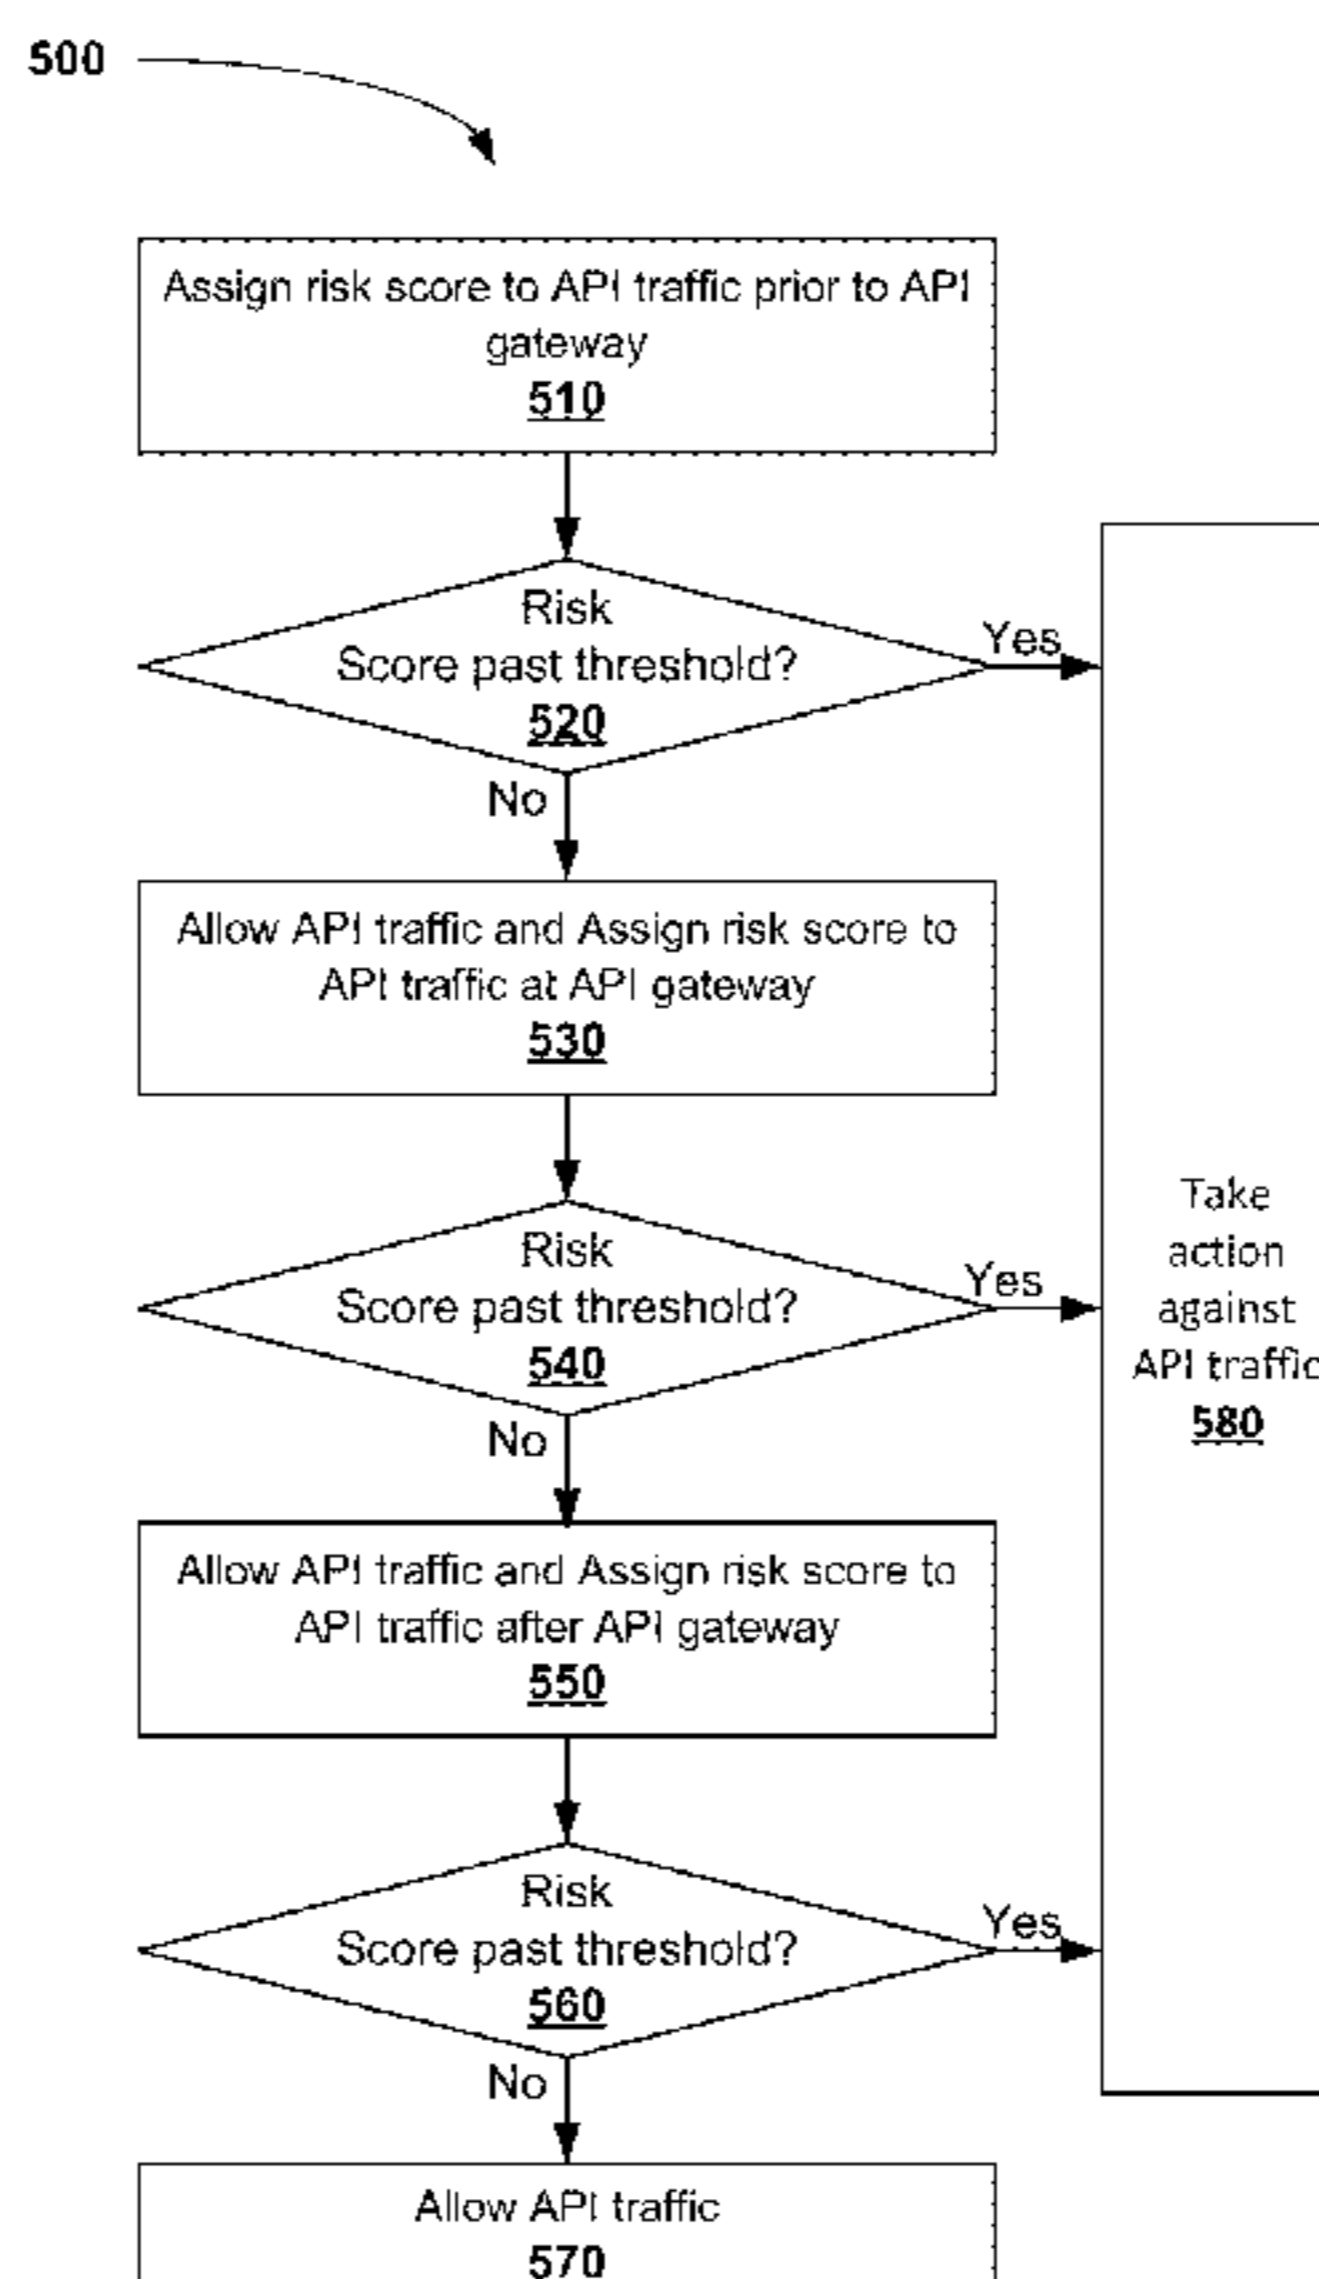 500
Assign risk score to API traffic prior to API
gateway
510
Risk
Score past threshold?
520
Yes
No
Allow API traffic and Assign risk score to
API traffic at API gateway
530
Risk
Score past threshold?
540
Yes
No
Allow API traffic and Assign risk score to
API traffic after API gateway
550
Risk
Score past threshold?
560
Yes
No
Allow API traffic
570
Take
action
against
API traffic
580